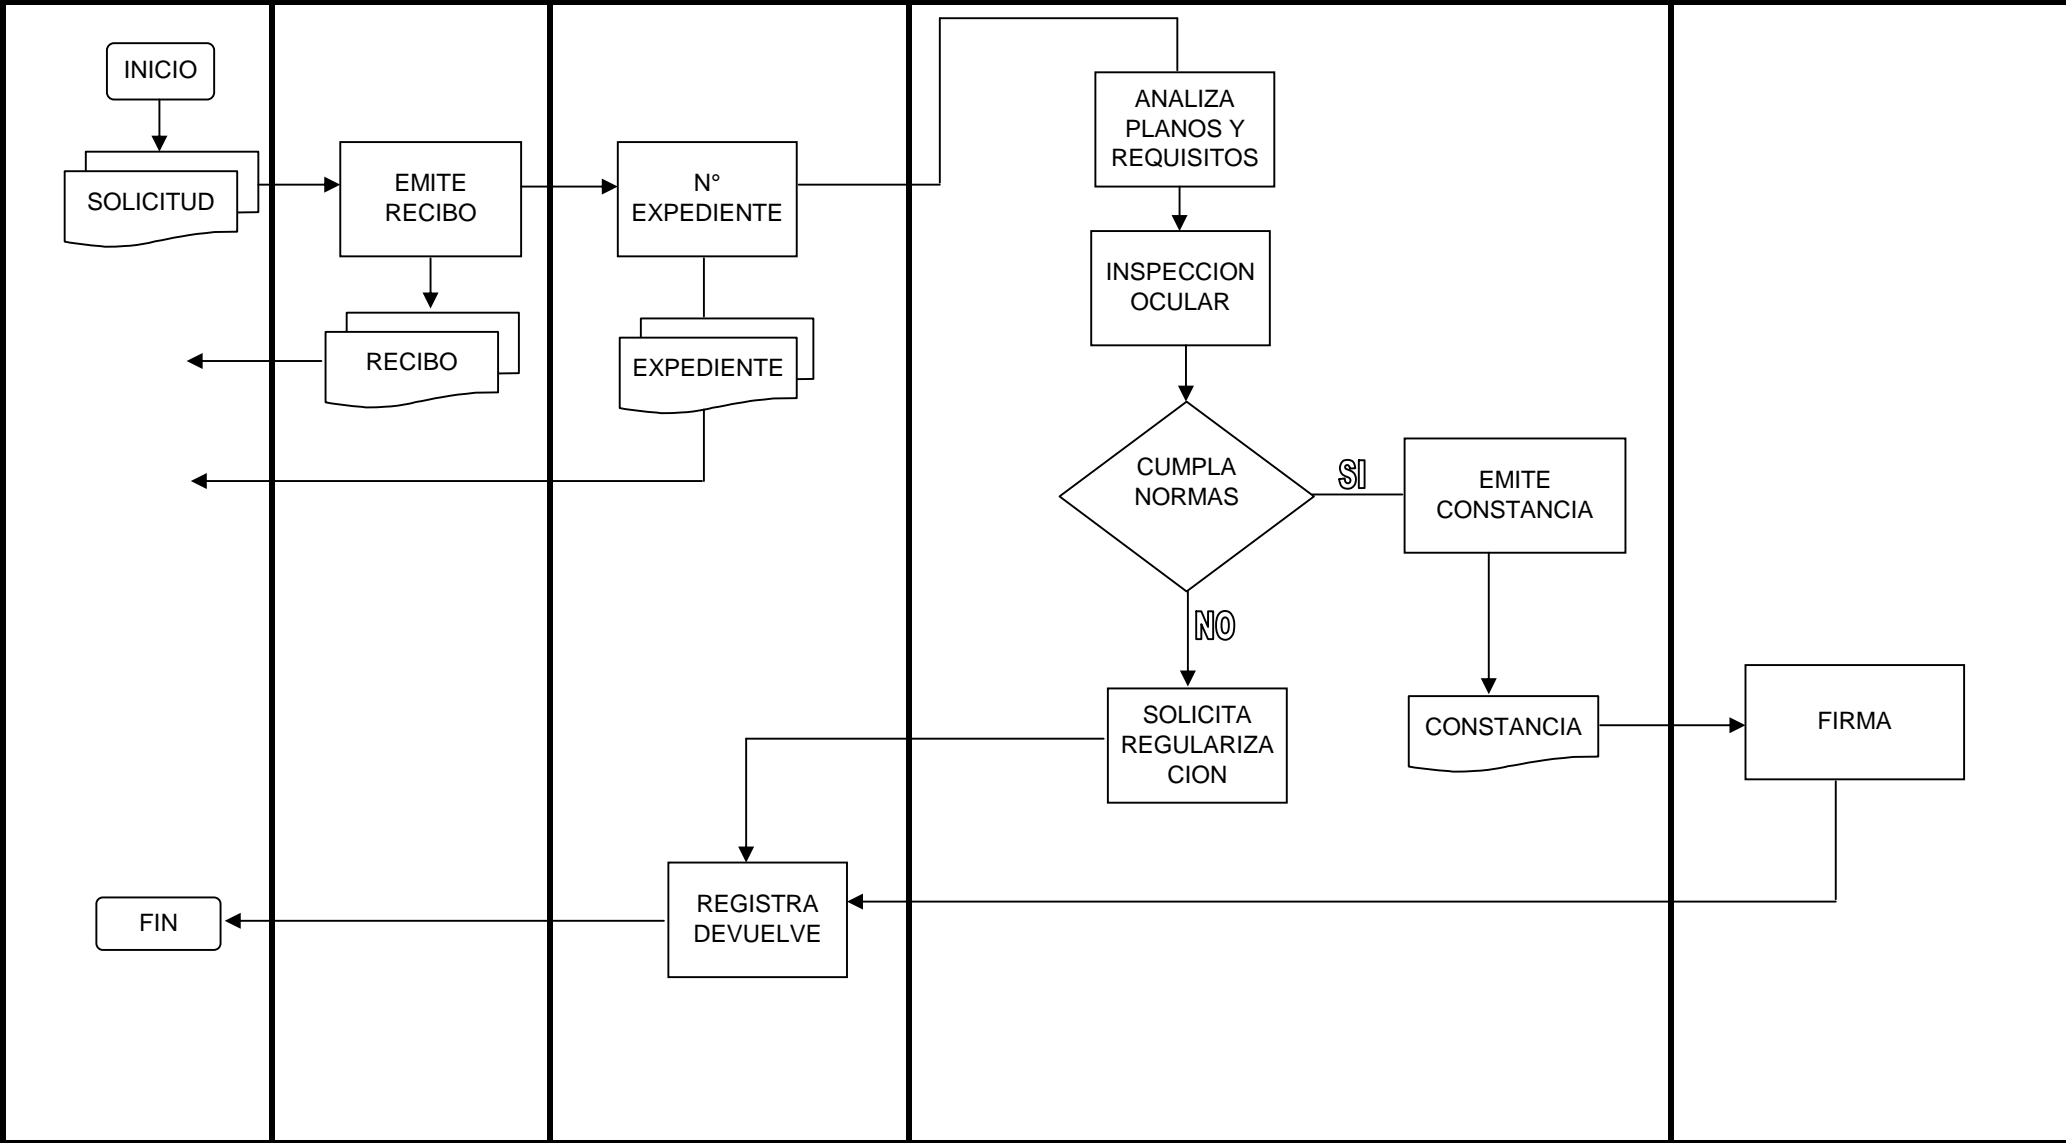 INICIO
SOLICITUD
EMITE
RECIBO
RECIBO
N°
EXPEDIENTE
EXPEDIENTE
ANALIZA
PLANOS Y
REQUISITOS
INSPECCION
OCULAR
CUMPLA
NORMAS
SI
EMITE
CONSTANCIA
NO
SOLICITA
REGULARIZA
CION
CONSTANCIA
FIRMA
REGISTRA
DEVUELVE
FIN